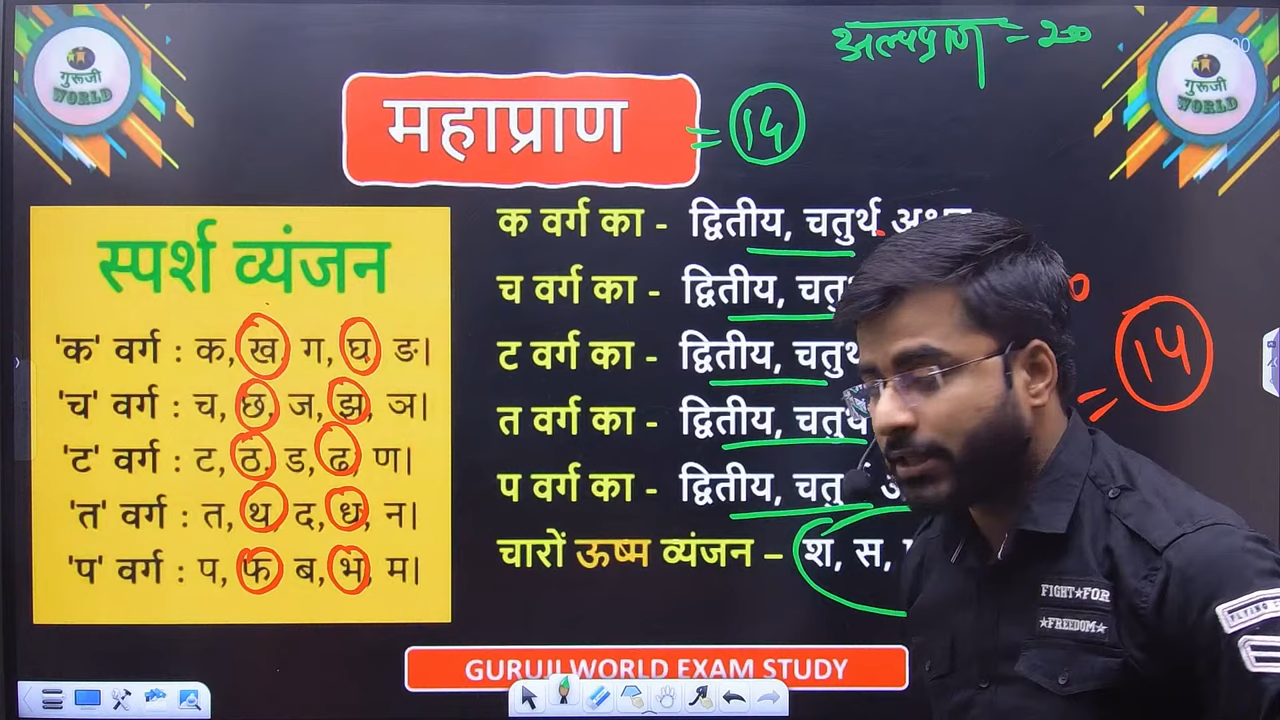 अल्पप्राण =
गुरूजी
WORLD
गुरूजी
WORLD
महाप्राण = 14
स्पर्श व्यंजन
'क' वर्ग : क, ख, ग, घ, ङ।
'च' वर्ग : च, छ, ज, झ, ञ।
'ट' वर्ग : ट, ठ, ड, ढ, ण।
'त' वर्ग : त, थ, द, ध, न।
'प' वर्ग : प, फ, ब, भ, म।
क वर्ग का - द्वितीय, चतुर्थ
च वर्ग का - द्वितीय,
ट वर्ग का - द्वितीय,
त वर्ग का - द्वितीय,
प वर्ग का - द्वितीय,
चारों ऊष्म व्यंजन – श, स,
= 14
FIGHT★FOR
★FREEDOM★
GURUJI WORLD EXAM STUDY